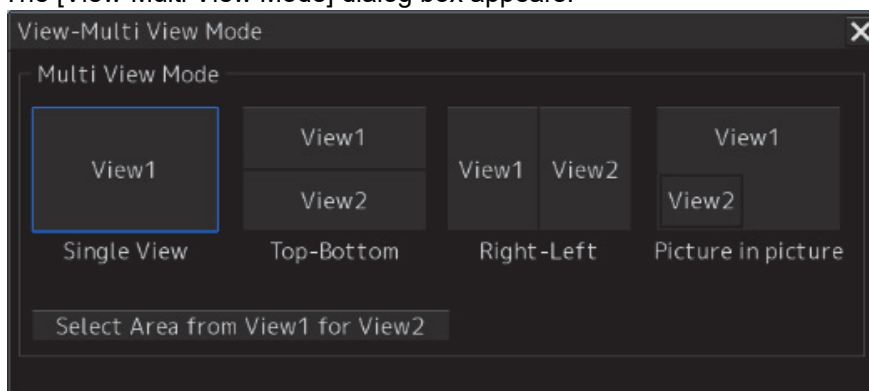 The [View-Multi View Mode] dialog box appears.
View-Multi View Mode
Multi View Mode
View1
View1
View2
View1 View2
View1
View2
Single View
Top-Bottom
Right-Left
Picture in picture
Select Area from View1 for View2